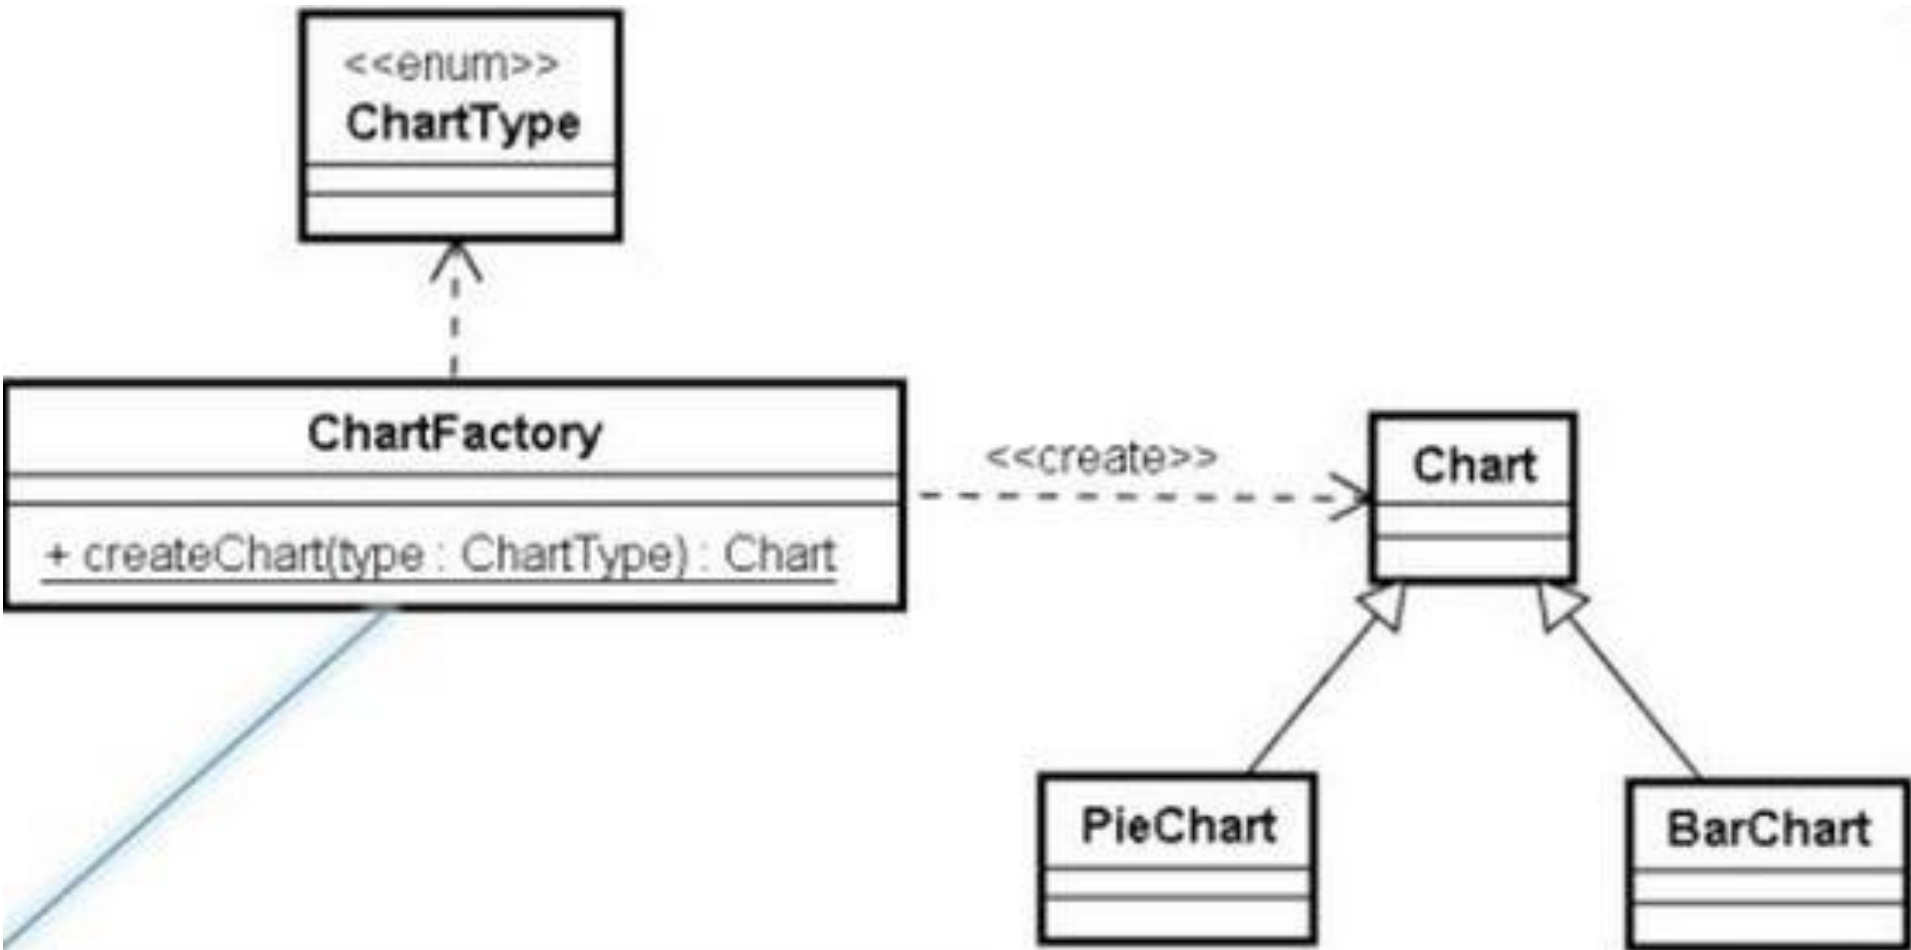 <<enum>>
ChartType
ChartFactory
+ createChart(type : ChartType) : Chart
<<create>>
Chart
PieChart
BarChart